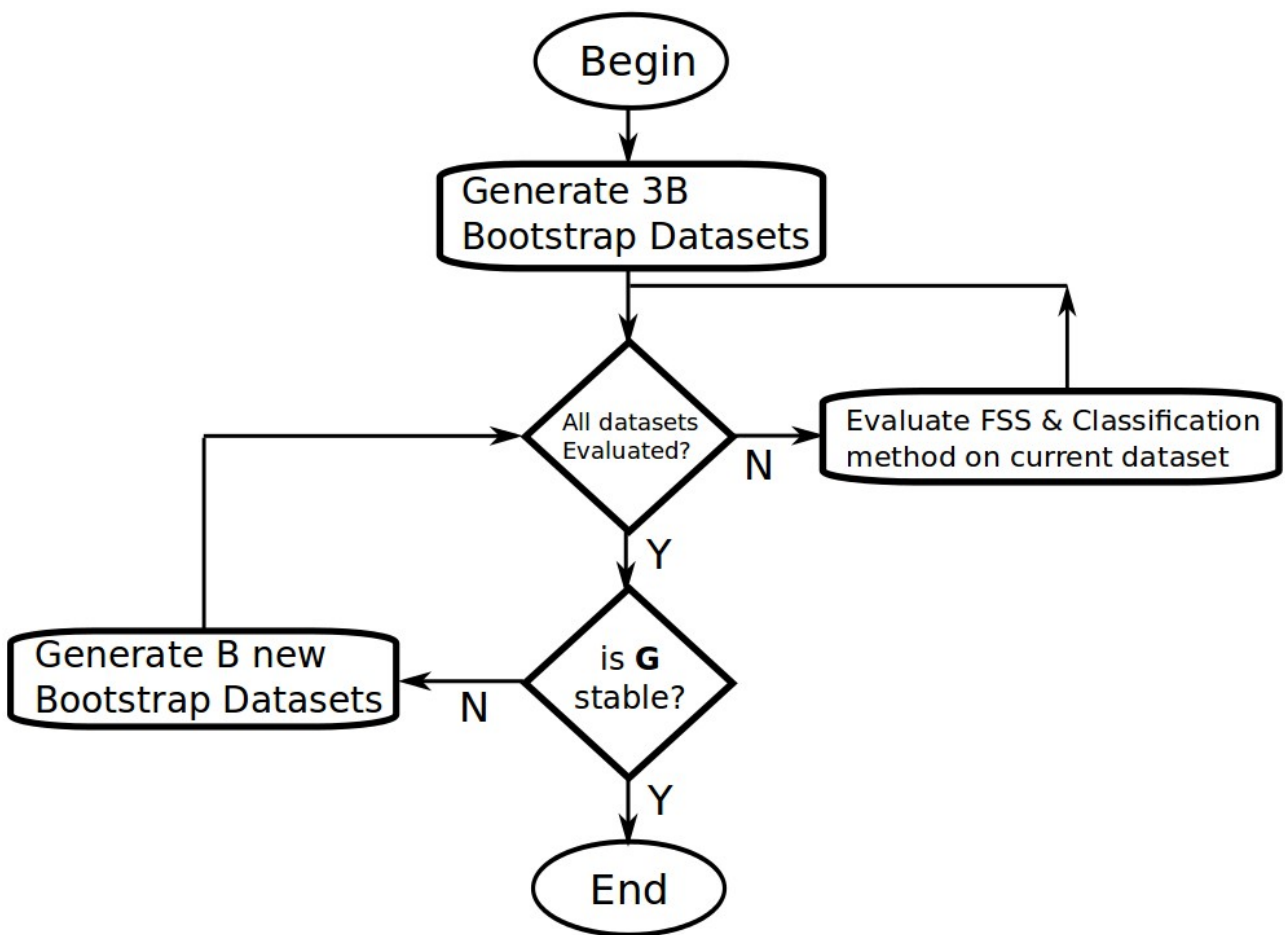 Begin
Generate 3B
Bootstrap Datasets
All datasets
Evaluated?
N
Evaluate FSS & Classification
method on current dataset
Y
is G
stable?
N
Generate B new
Bootstrap Datasets
Y
End